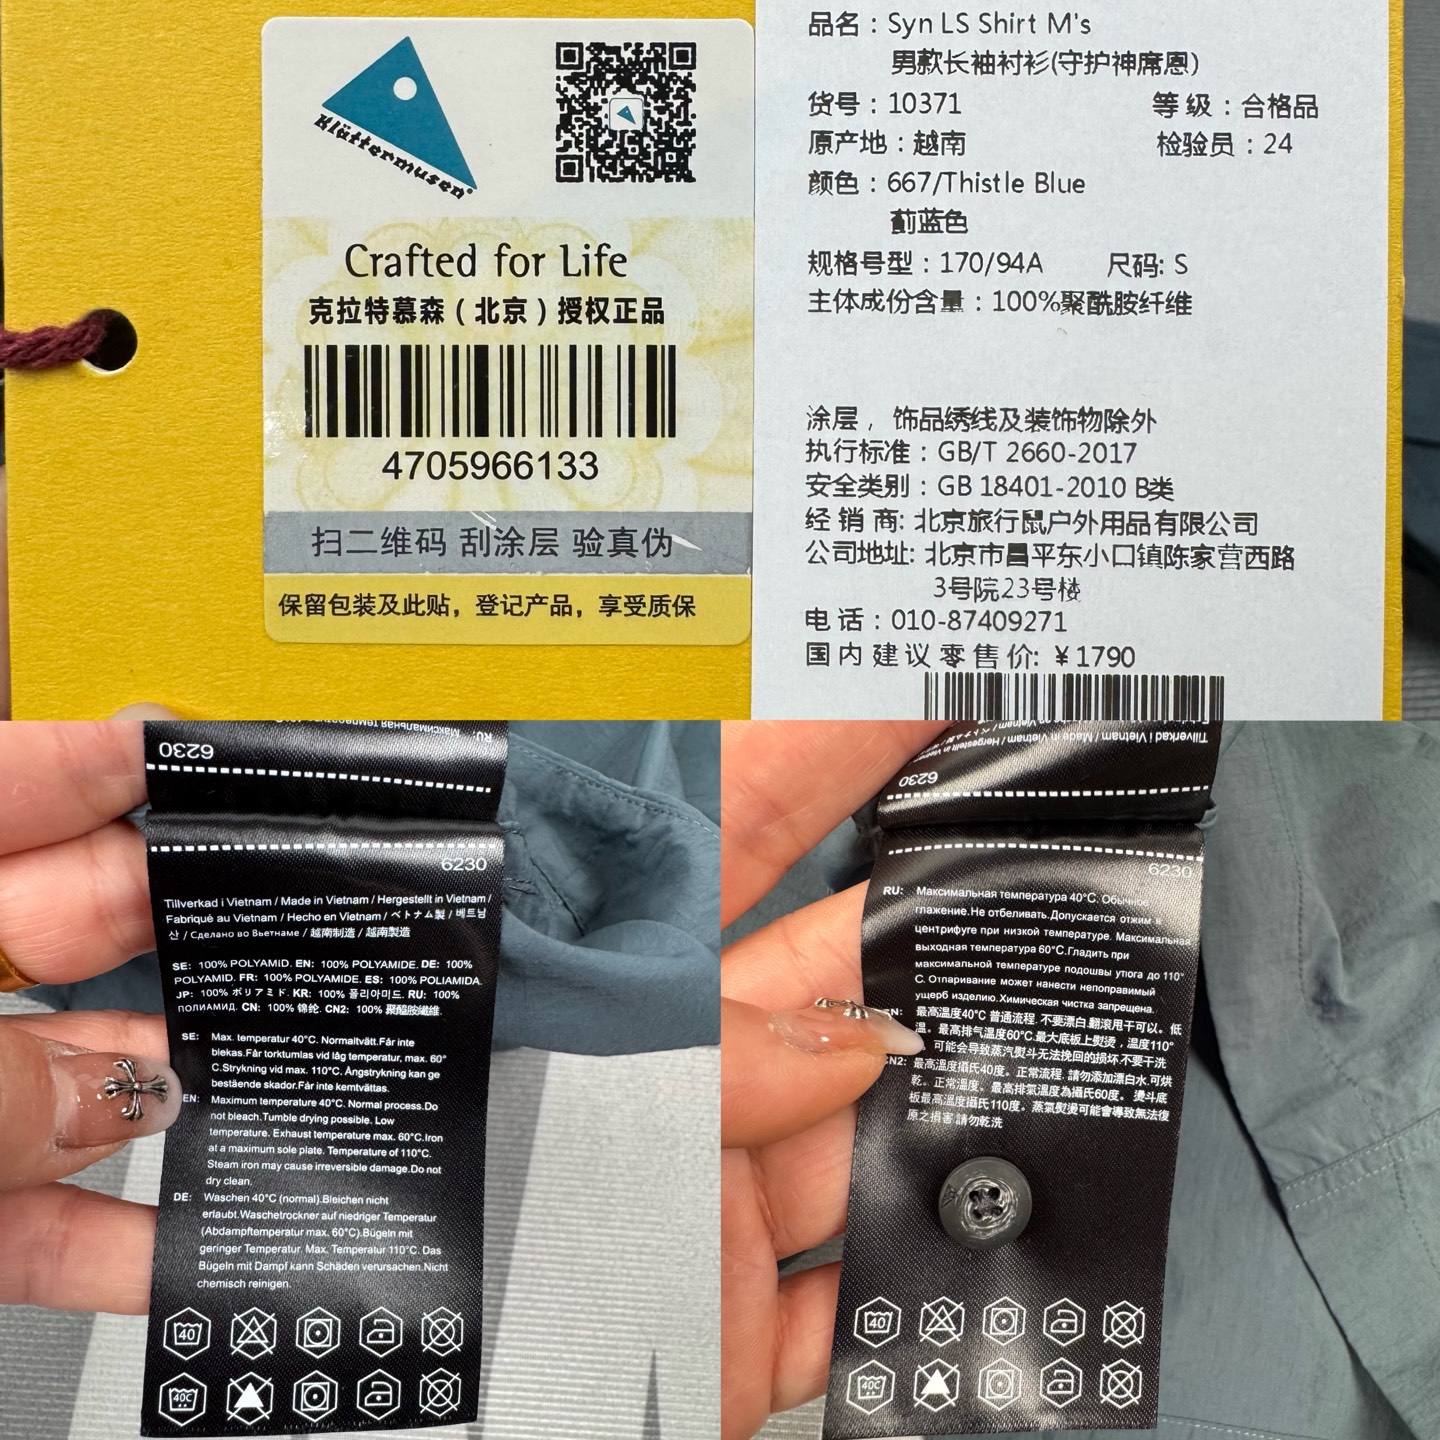 Klättermusen
Crafted for Life
克拉特慕森（北京）授权正品
4705966133
扫二维码 刮涂层 验真伪
保留包装及此贴，登记产品，享受质保
品名：Syn LS Shirt M's
男款长袖衬衫(守护神席恩)
货号：10371
等 级：合格品
原产地：越南
检验员：24
颜色：667/Thistle Blue
蓟蓝色
规格号型：170/94A
尺码: S
主体成份含量：100%聚酰胺纤维
涂层， 饰品绣线及装饰物除外
执行标准：GB/T 2660-2017
安全类别：GB 18401-2010 B类
经 销 商: 北京旅行鼠户外用品有限公司
公司地址: 北京市昌平东小口镇陈家营西路
3号院23号楼
电 话：010-87409271
国 内 建 议 零 售 价: ￥1790
6230
6230
Tillverkad i Vietnam / Made in Vietnam / Hergestellt in Vietnam /
Fabriqué au Vietnam / Hecho en Vietnam / ベトナム製 / 베트남
산 / Сделано во Вьетнаме / 越南制造 / 越南製造
SE: 100% POLYAMID. EN: 100% POLYAMIDE. DE: 100%
POLYAMID. FR: 100% POLYAMIDE. ES: 100% POLIAMIDA.
JP: 100% ポリアミド. KR: 100% 폴리아미드. RU: 100%
ПОЛИАМИД. CN: 100% 锦纶. CN2: 100% 聚醯胺纖維.
SE: Max. temperatur 40°C. Normaltvätt.Får inte
blekas.Får torktumlas vid låg temperatur, max. 60°
C.Strykning vid max. 110°C. Ångstrykning kan ge
bestående skador.Får inte kemtvättas.
EN: Maximum temperature 40°C. Normal process.Do
not bleach.Tumble drying possible. Low
temperature. Exhaust temperature max. 60°C.Iron
at a maximum sole plate. Temperature of 110°C.
Steam iron may cause irreversible damage.Do not
dry clean.
DE: Waschen 40°C (normal).Bleichen nicht
erlaubt.Waschetrockner auf niedriger Temperatur
(Abdampftemperatur max. 60°C).Bügeln mit
geringer Temperatur. Max. Temperatur 110°C. Das
Bügeln mit Dampf kann Schäden verursachen.Nicht
chemisch reinigen.
40
40C
Tillverkad i Vietnam / Made in Vietnam / Hergestellt in Vietnam
6230
6230
RU: Максимальная температура 40°C. Обычное
глажение.Не отбеливать.Допускается отжим в
центрифуге при низкой температуре. Максимальная
выходная температура 60°C.Гладить при
максимальной температуре подошвы утюга до 110°
C. Отпаривание может нанести непоправимый
ущерб изделию.Химическая чистка запрещена.
最高溫度40°C 普通流程. 不要漂白.翻滚甩干可以。低
温。最高排气温度60°C.最大底板上熨烫，温度110°
可能会导致蒸汽熨斗无法挽回的损坏.不要干洗
CN2: 最高溫度攝氏40度。正常流程. 請勿添加漂白水.可烘
乾。正常溫度。最高排氣溫度為攝氏60度。 燙斗底
板最高溫度攝氏110度。蒸氣熨燙可能會導致無法復
原之損害.請勿乾洗
40
40C